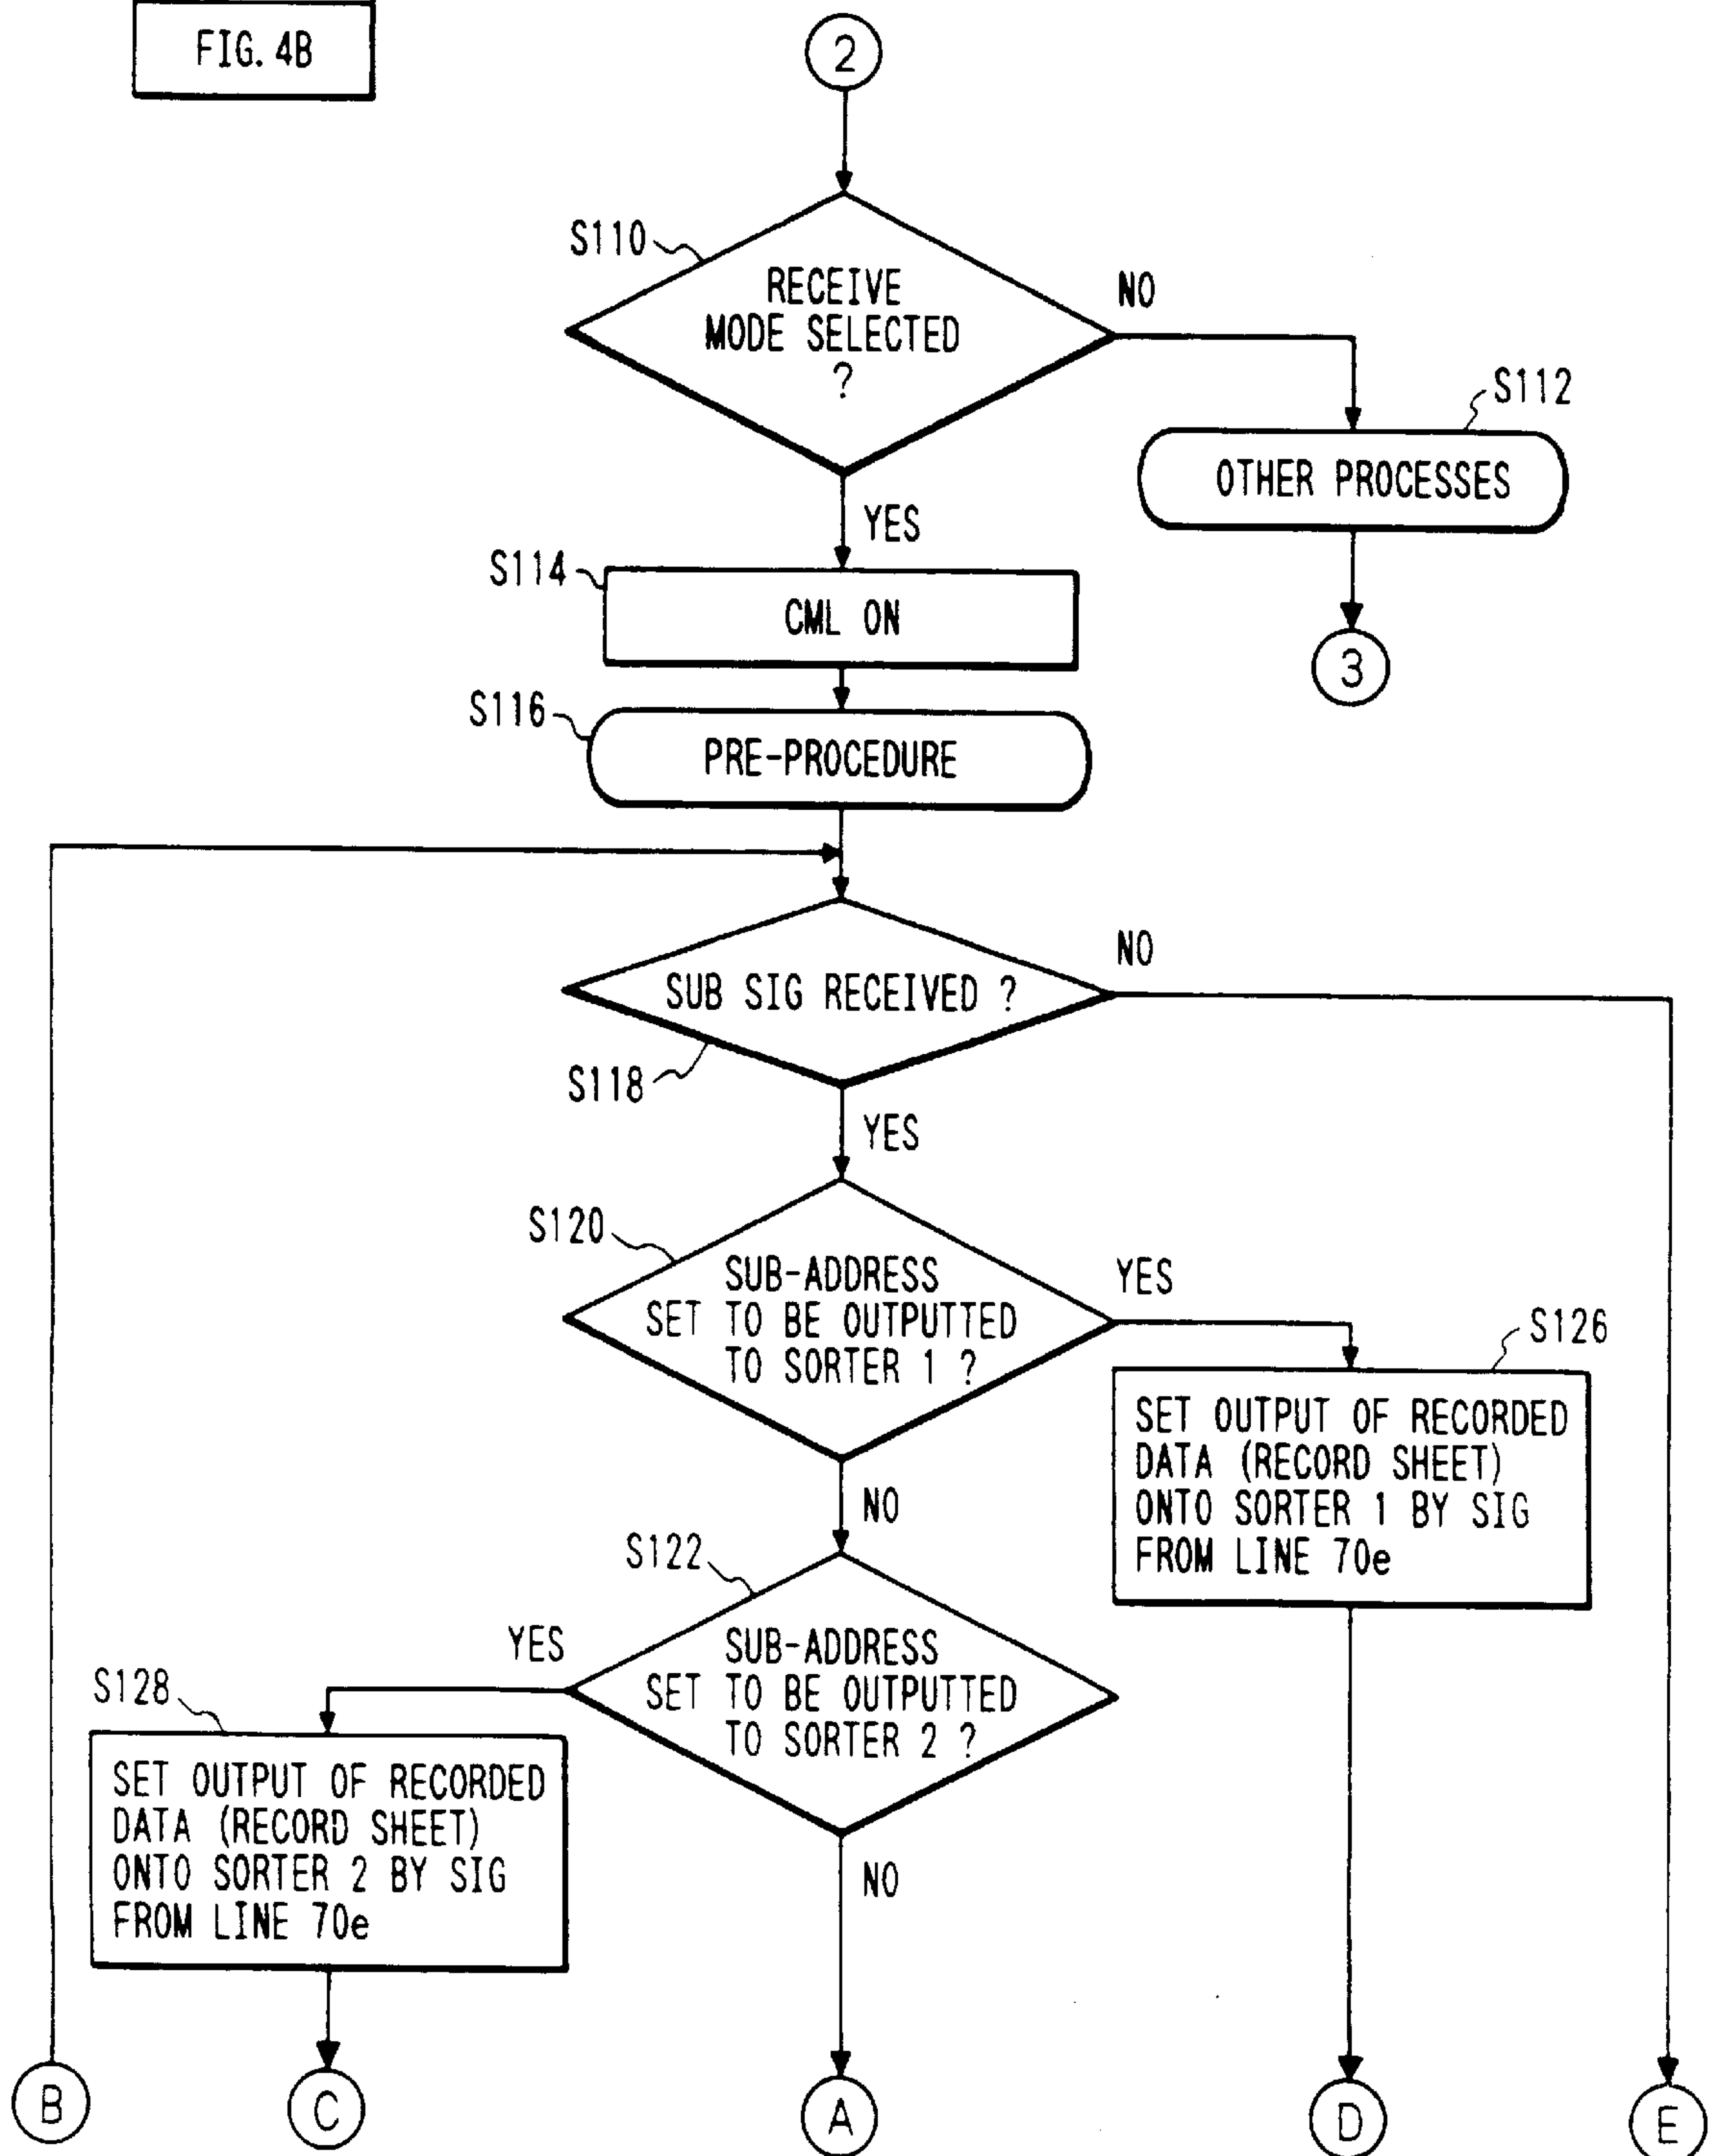 FIG. 4B
2
S110
RECEIVE
MODE SELECTED
?
NO
S112
OTHER PROCESSES
3
YES
S114
CML ON
S116
PRE-PROCEDURE
SUB SIG RECEIVED ?
NO
S118
YES
S120
SUB-ADDRESS
SET TO BE OUTPUTTED
TO SORTER 1 ?
YES
S126
SET OUTPUT OF RECORDED
DATA (RECORD SHEET)
ONTO SORTER 1 BY SIG
FROM LINE 70e
NO
S122
SUB-ADDRESS
SET TO BE OUTPUTTED
TO SORTER 2 ?
YES
S128
SET OUTPUT OF RECORDED
DATA (RECORD SHEET)
ONTO SORTER 2 BY SIG
FROM LINE 70e
NO
B
C
A
D
E